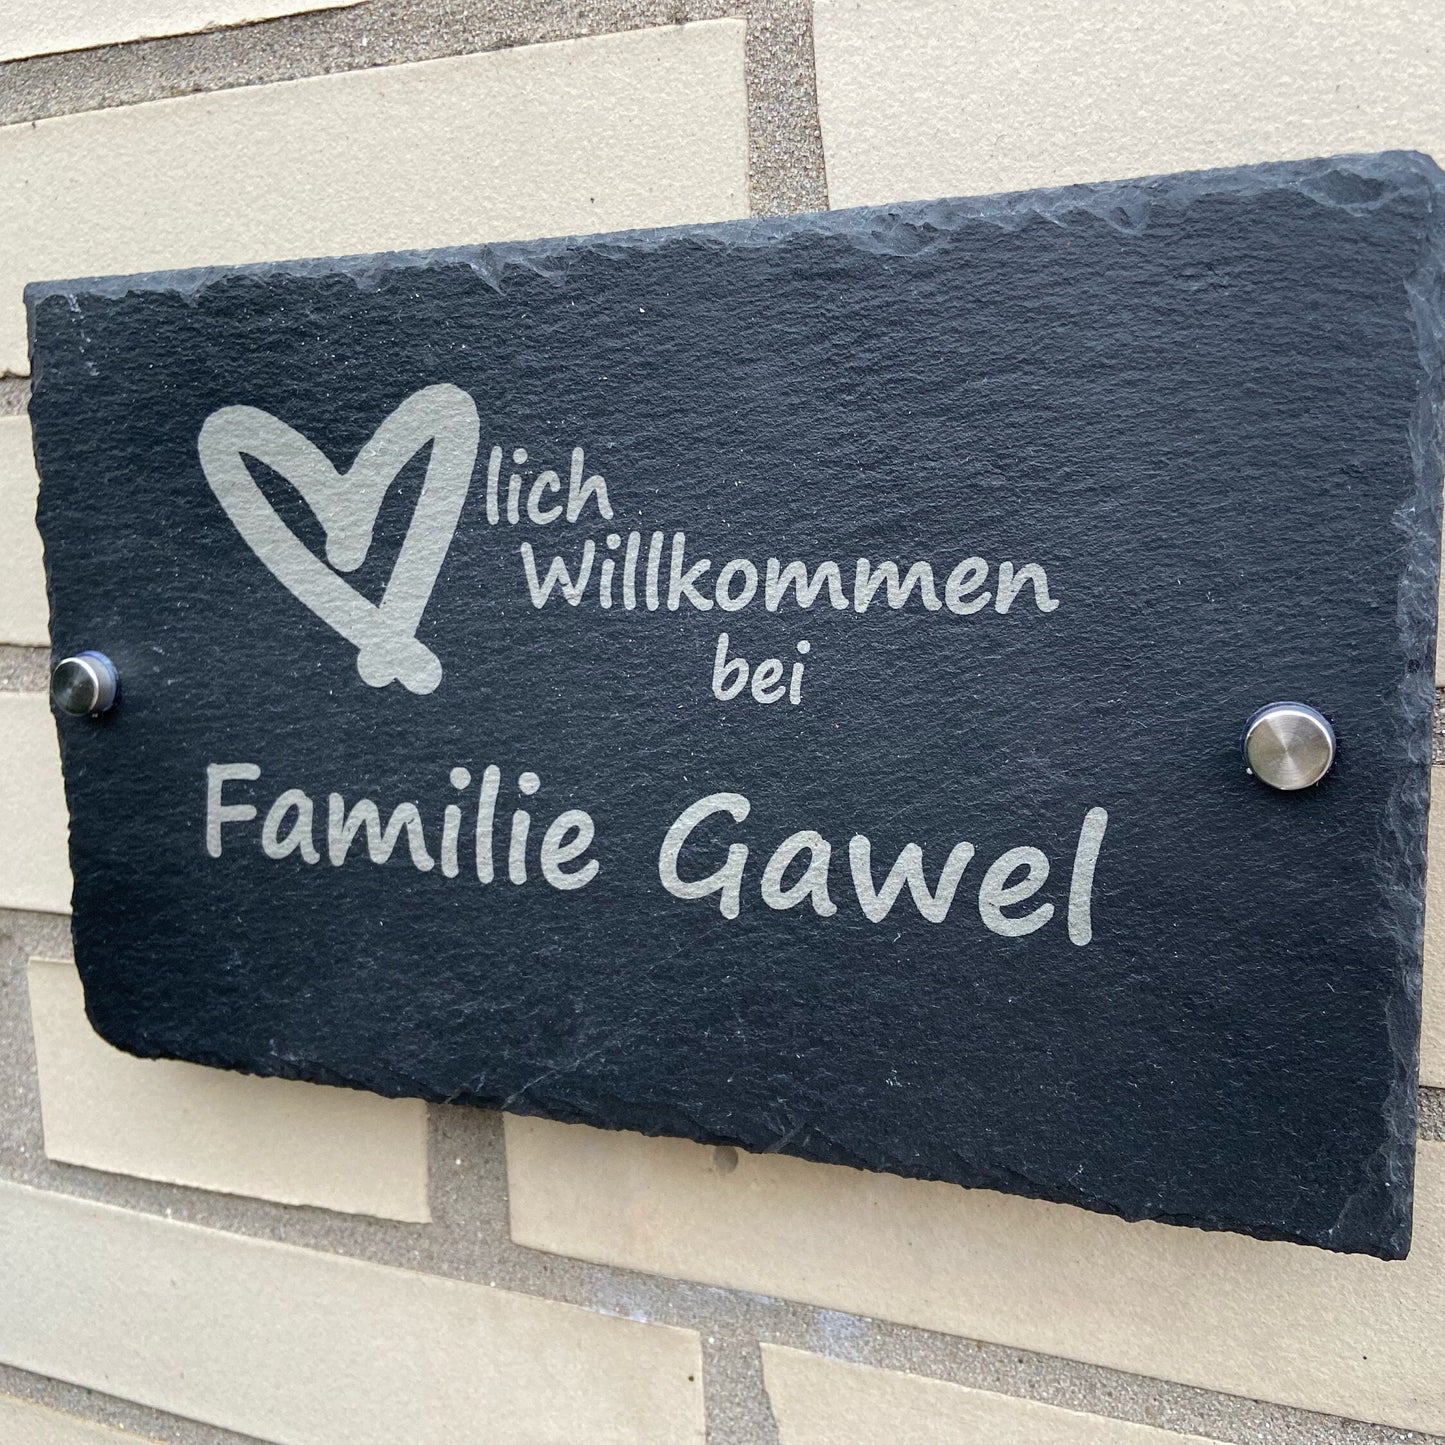 lich
Willkommen
bei
Familie Gawel